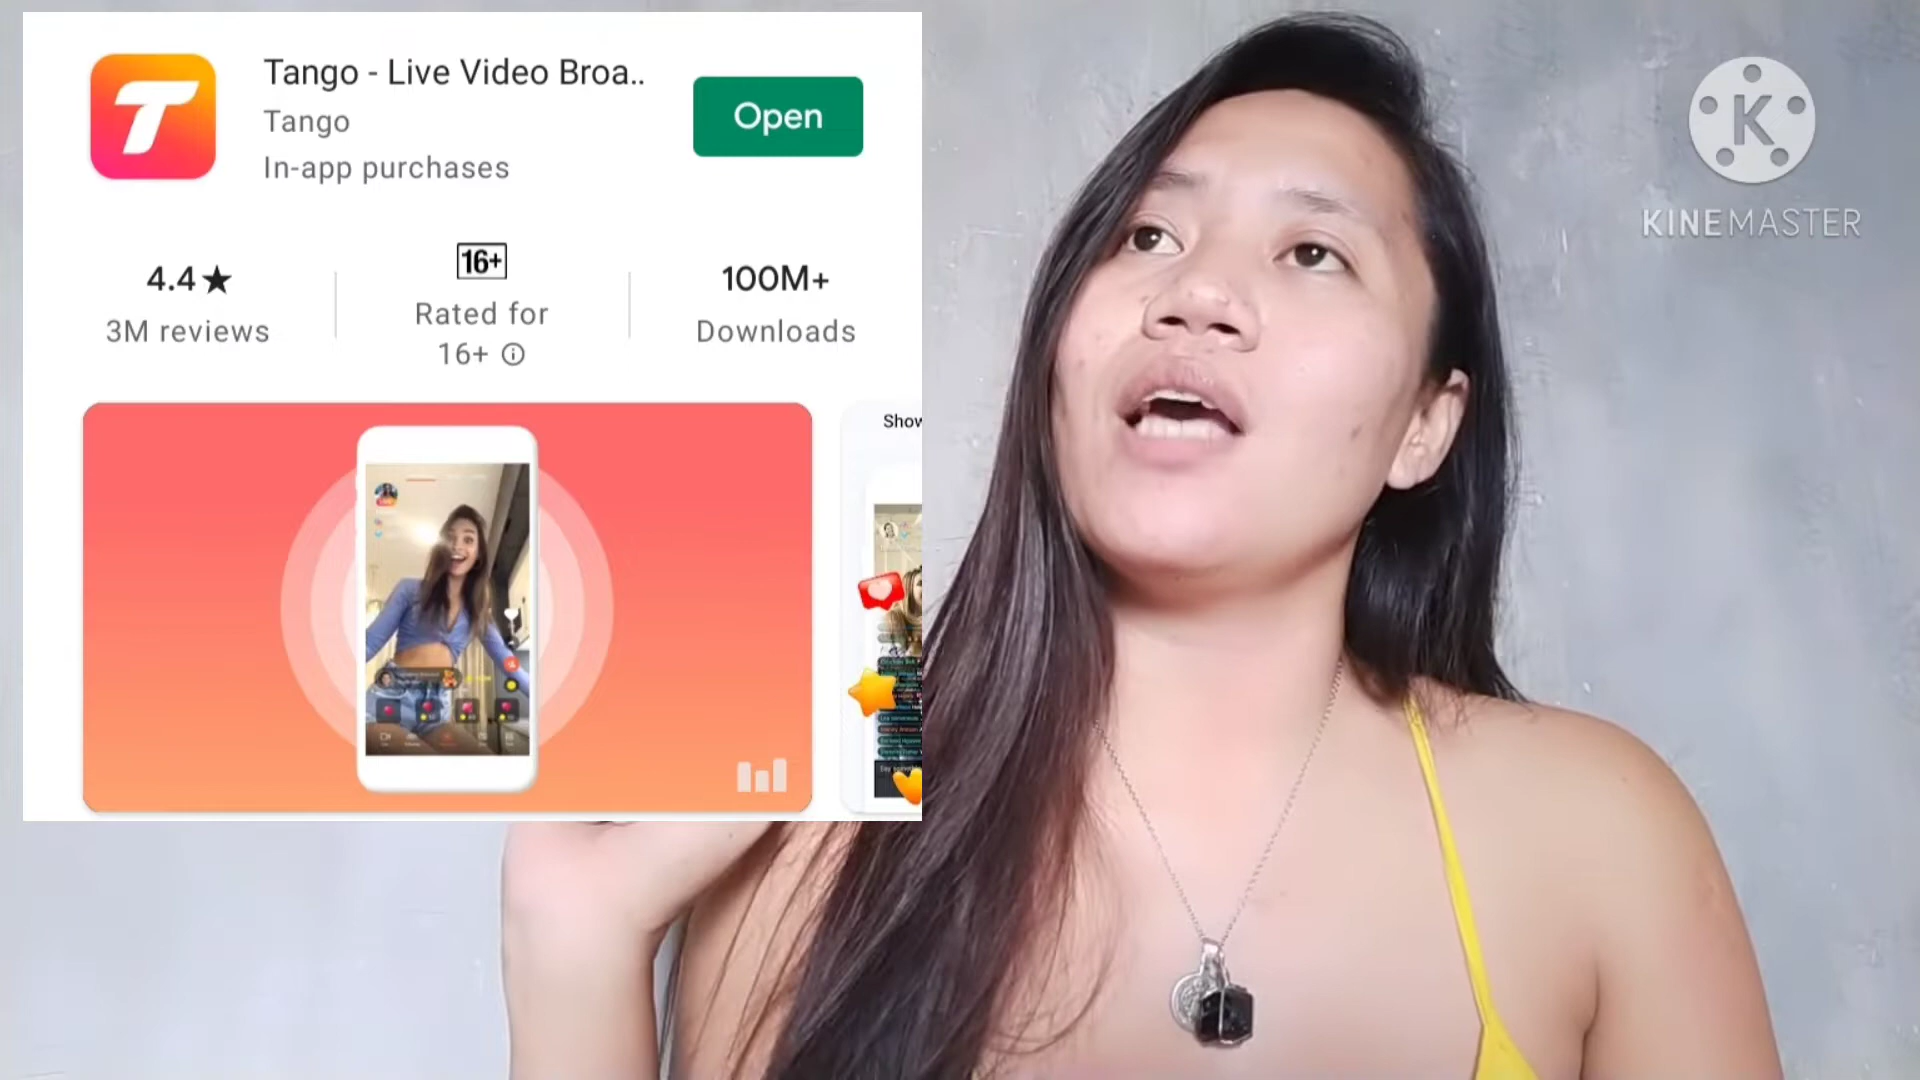 Tango - Live Video Broa..
Tango
In-app purchases
Open
4.4★
3M reviews
16+
Rated for
16+
100M+
Downloads
Show
K
KINEMASTER